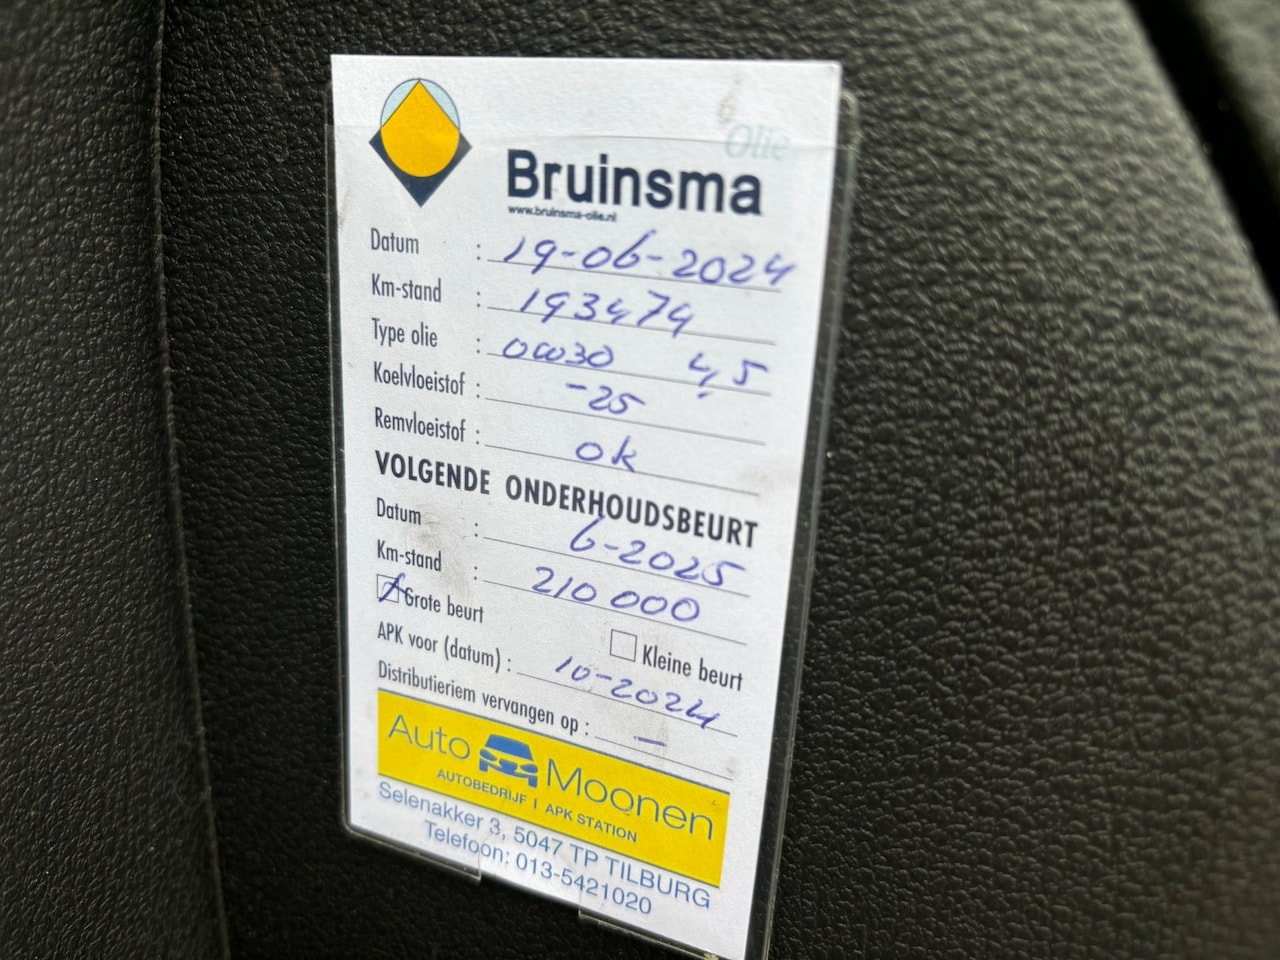 Olie
Bruinsma
www.bruinsma-olie.nl
Datum : 19-06-2024
Km-stand : 193474
Type olie : 0W30 4,5
Koelvloeistof : -25
Remvloeistof : ok
VOLGENDE ONDERHOUDSBEURT
Datum : 6-2025
Km-stand : 210 000
Grote beurt Kleine beurt
APK voor (datum) : 10-2024
Distributieriem vervangen op : —
Auto Moonen
AUTOBEDRIJF | APK STATION
Selenakker 3, 5047 TP TILBURG
Telefoon: 013-5421020